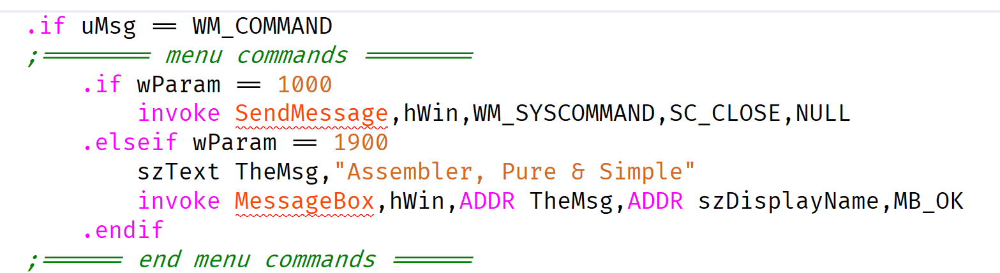 .if uMsg == WM_COMMAND
;======== menu commands ========
.if wParam == 1000
invoke SendMessage,hWin,WM_SYSCOMMAND,SC_CLOSE,NULL
.elseif wParam == 1900
szText TheMsg,"Assembler, Pure & Simple"
invoke MessageBox,hWin,ADDR TheMsg,ADDR szDisplayName,MB_OK
.endif
;====== end menu commands ======